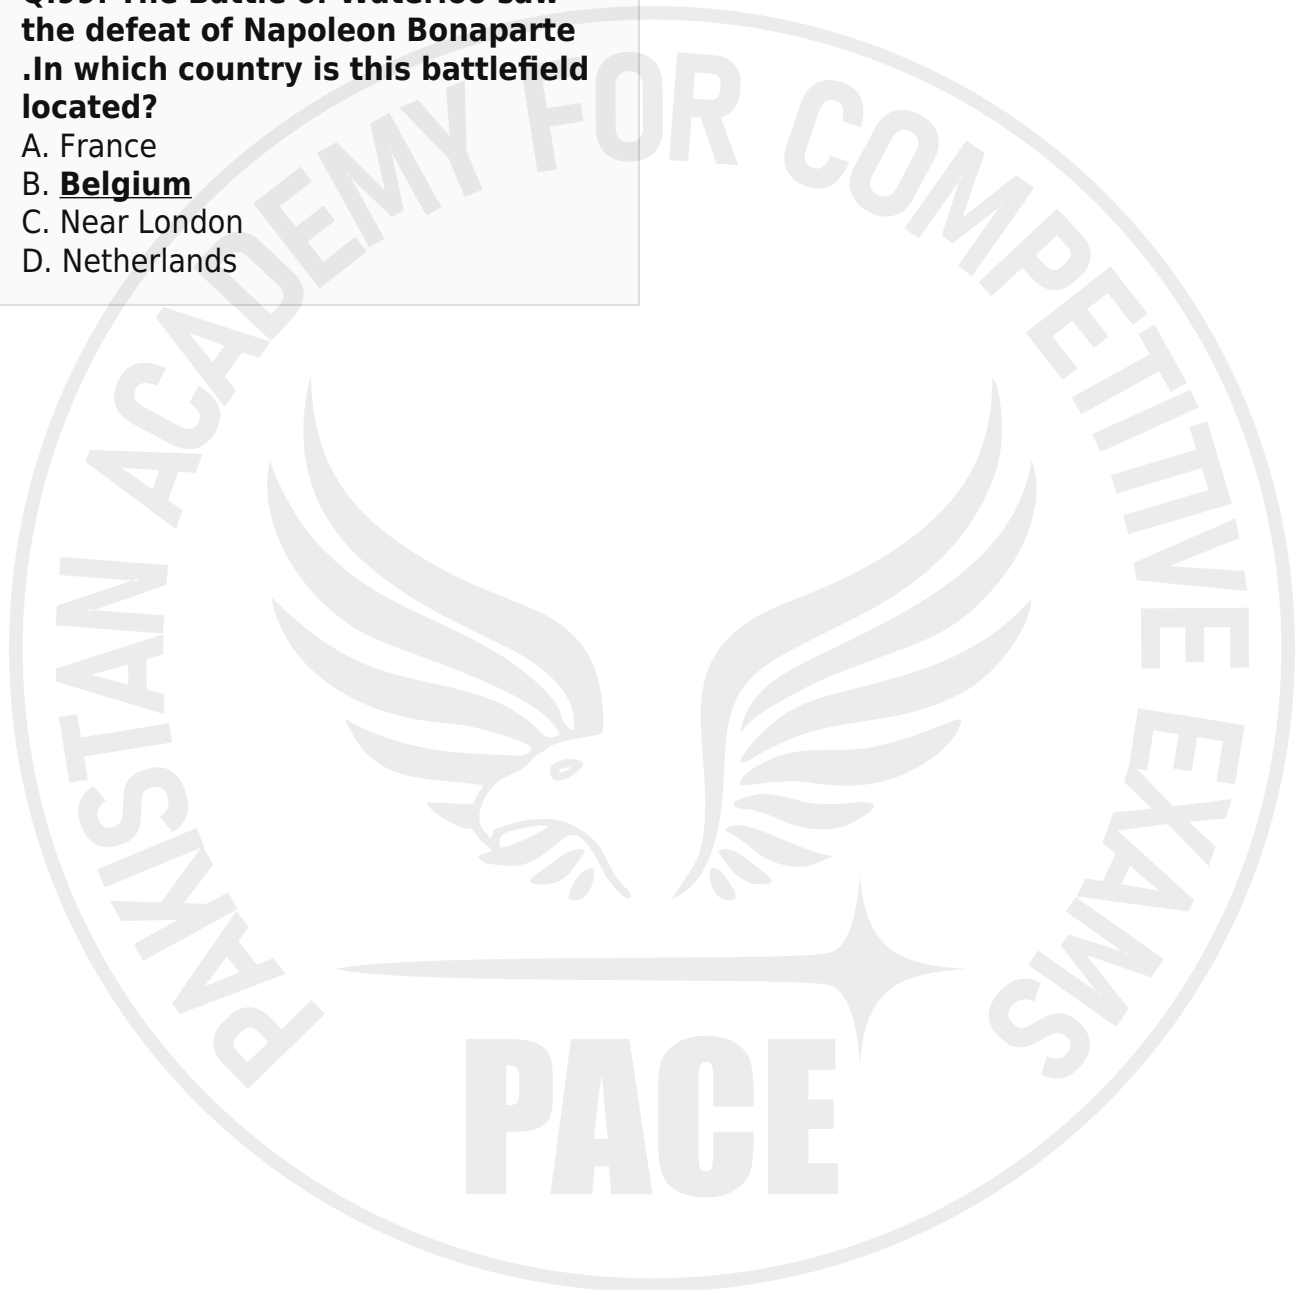 the defeat of Napoleon Bonaparte
.In which country is this battlefield
located?
A. France
B. Belgium
C. Near London
D. Netherlands
PAKISTAN ACADEMY FOR COMPETITIVE EXAMS
PACE